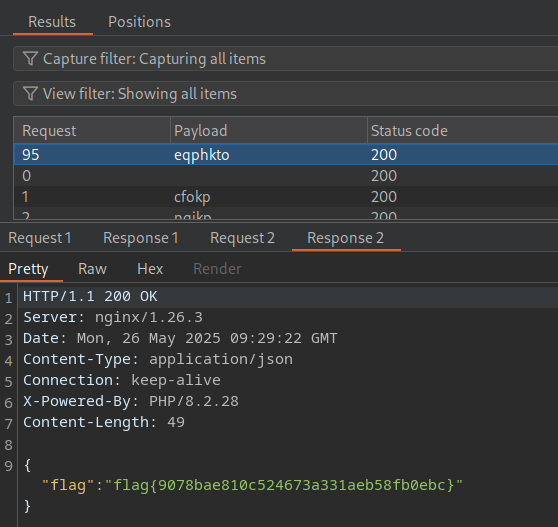 Results Positions
Capture filter: Capturing all items
View filter: Showing all items
Request Payload Status code
95 eqphkto 200
0 200
1 cfokp 200
2 ngikp 200
Request 1 Response 1 Request 2 Response 2
Pretty Raw Hex Render
1 HTTP/1.1 200 OK
2 Server: nginx/1.26.3
3 Date: Mon, 26 May 2025 09:29:22 GMT
4 Content-Type: application/json
5 Connection: keep-alive
6 X-Powered-By: PHP/8.2.28
7 Content-Length: 49
8
9 {
"flag":"flag{9078bae810c524673a331aeb58fb0ebc}"
}